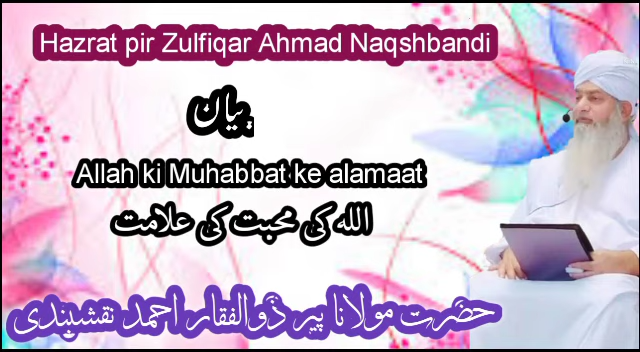 Hazrat pir Zulfiqar Ahmad Naqshbandi
بیان
Allah ki Muhabbat ke alamaat
الله کی محبت کی علامت
حضرت مولانا پیر ذوالفقار احمد نقشبندی